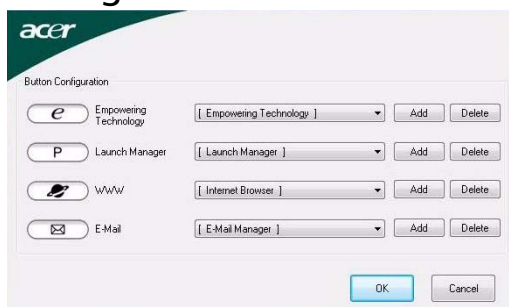 acer
Button Configuration
e Empowering Technology [ Empowering Technology ] Add Delete
P Launch Manager [ Launch Manager ] Add Delete
WWW [ Internet Browser ] Add Delete
E-Mail [ E-Mail Manager ] Add Delete
OK Cancel